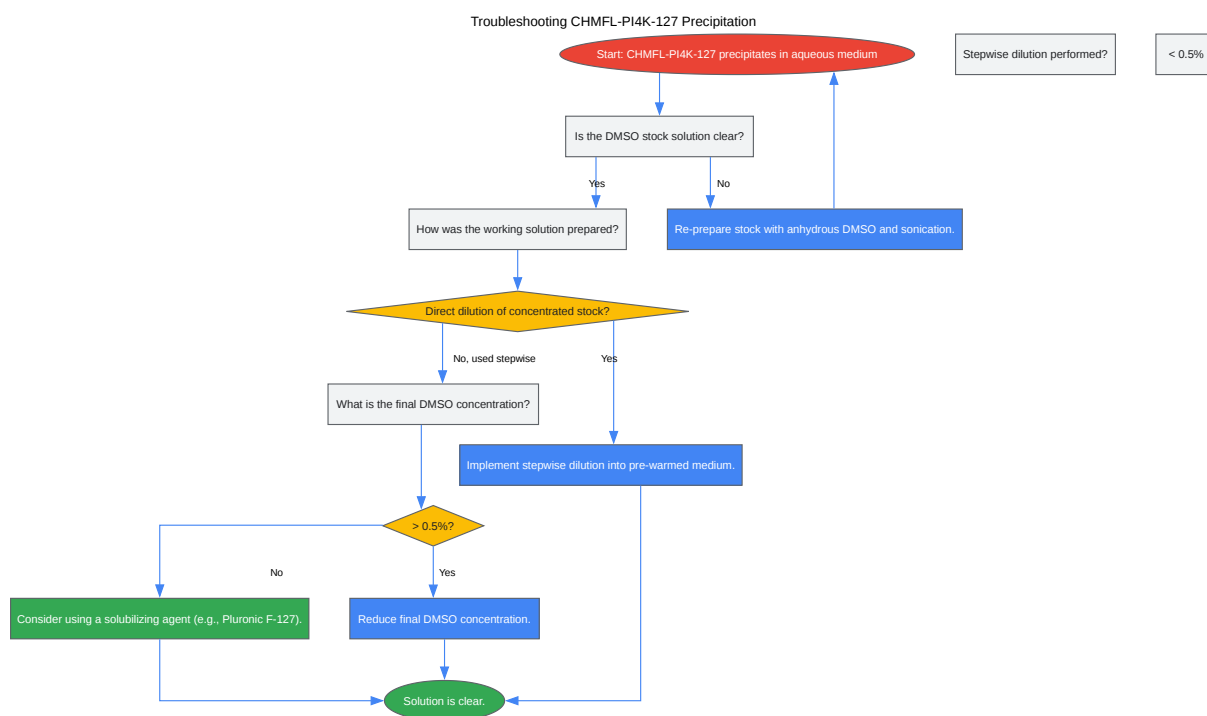 Troubleshooting CHMFL-PI4K-127 Precipitation
Start: CHMFL-PI4K-127 precipitates in aqueous medium
Stepwise dilution performed?
< 0.5%
Is the DMSO stock solution clear?
Yes
No
How was the working solution prepared?
Re-prepare stock with anhydrous DMSO and sonication.
Direct dilution of concentrated stock?
No, used stepwise
Yes
What is the final DMSO concentration?
Implement stepwise dilution into pre-warmed medium.
> 0.5%?
No
Yes
Consider using a solubilizing agent (e.g., Pluronic F-127).
Reduce final DMSO concentration.
Solution is clear.